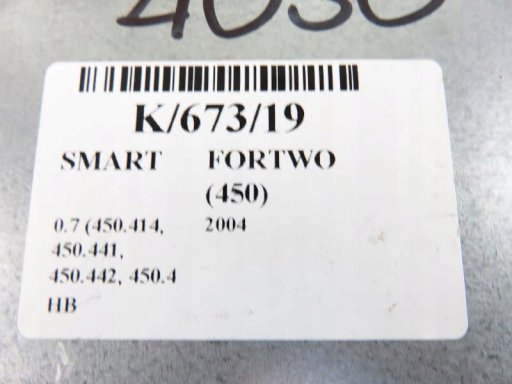 K/673/19
SMART FORTWO
(450)
0.7 (450.414, 2004
450.441,
450.442, 450.4
HB